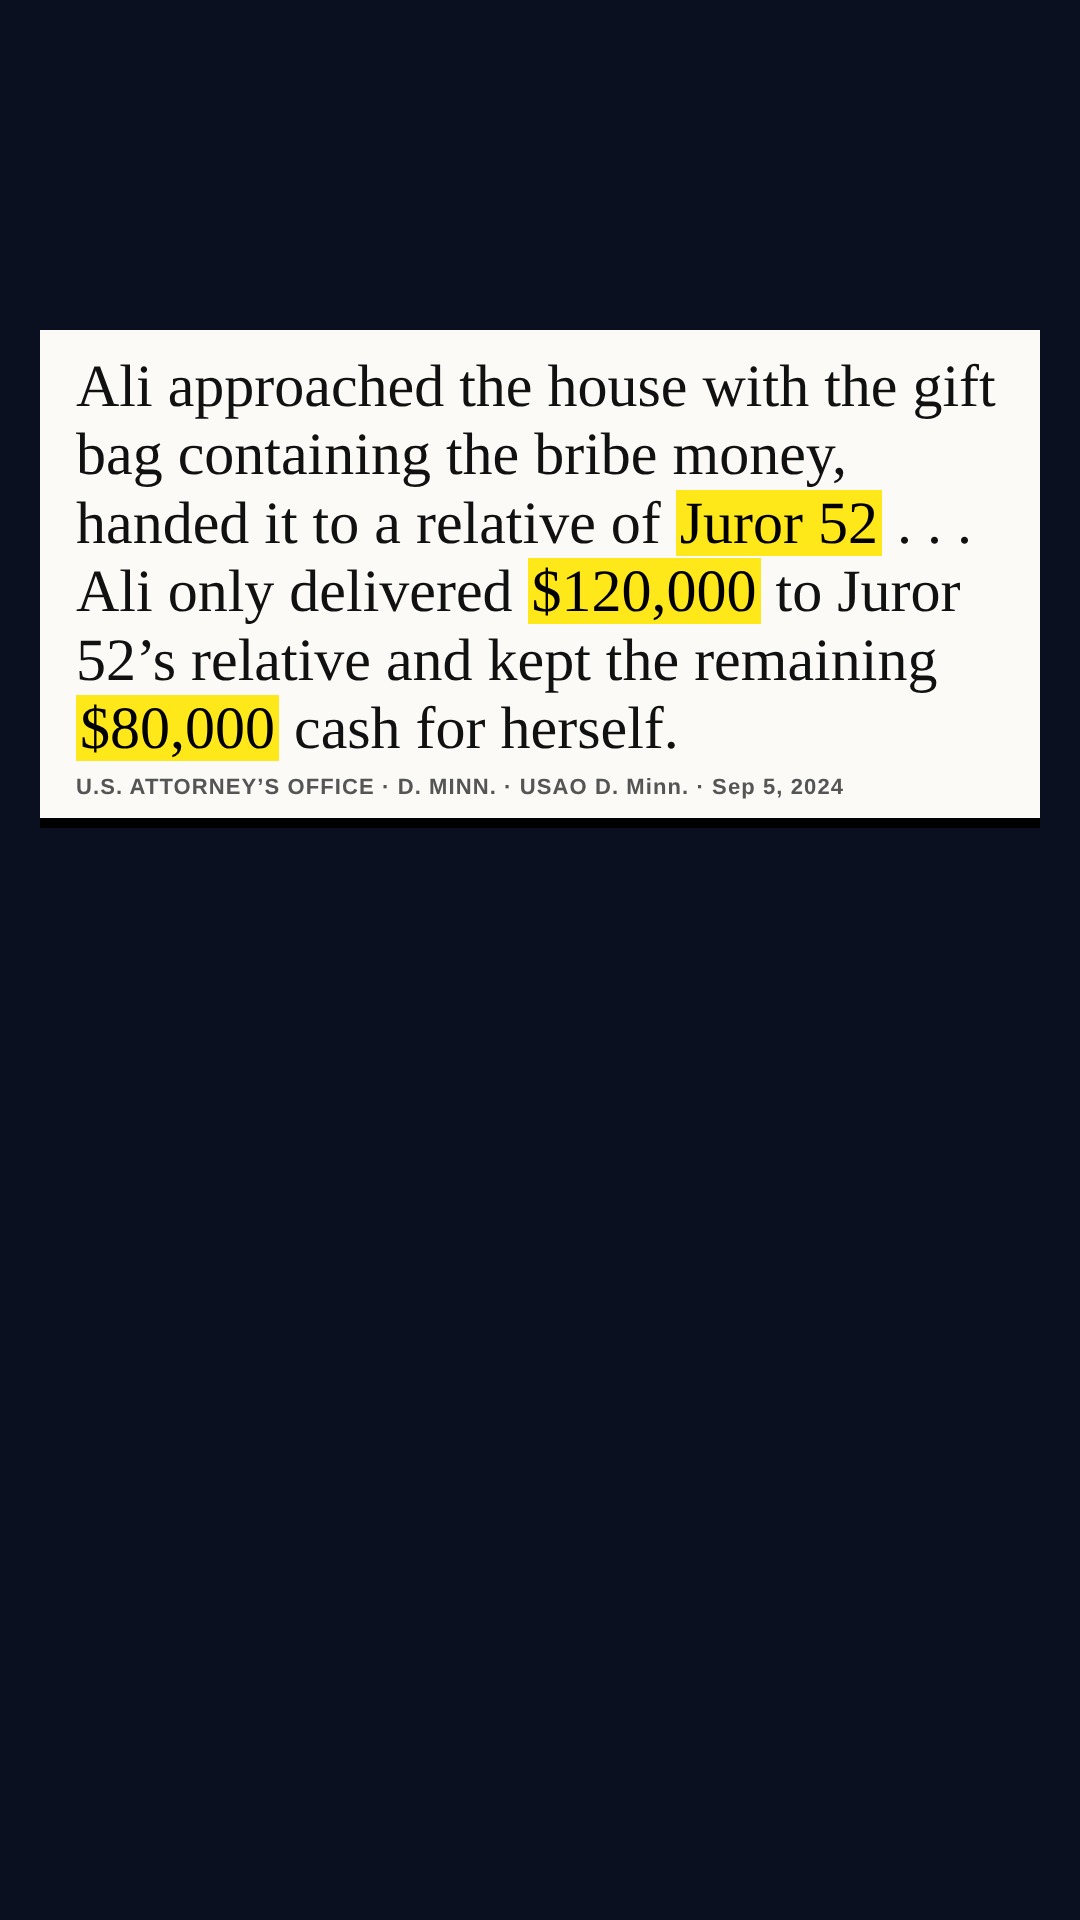 Ali approached the house with the gift
bag containing the bribe money,
handed it to a relative of Juror 52 . . .
Ali only delivered $120,000 to Juror
52’s relative and kept the remaining
$80,000 cash for herself.
U.S. ATTORNEY’S OFFICE · D. MINN. · USAO D. Minn. · Sep 5, 2024